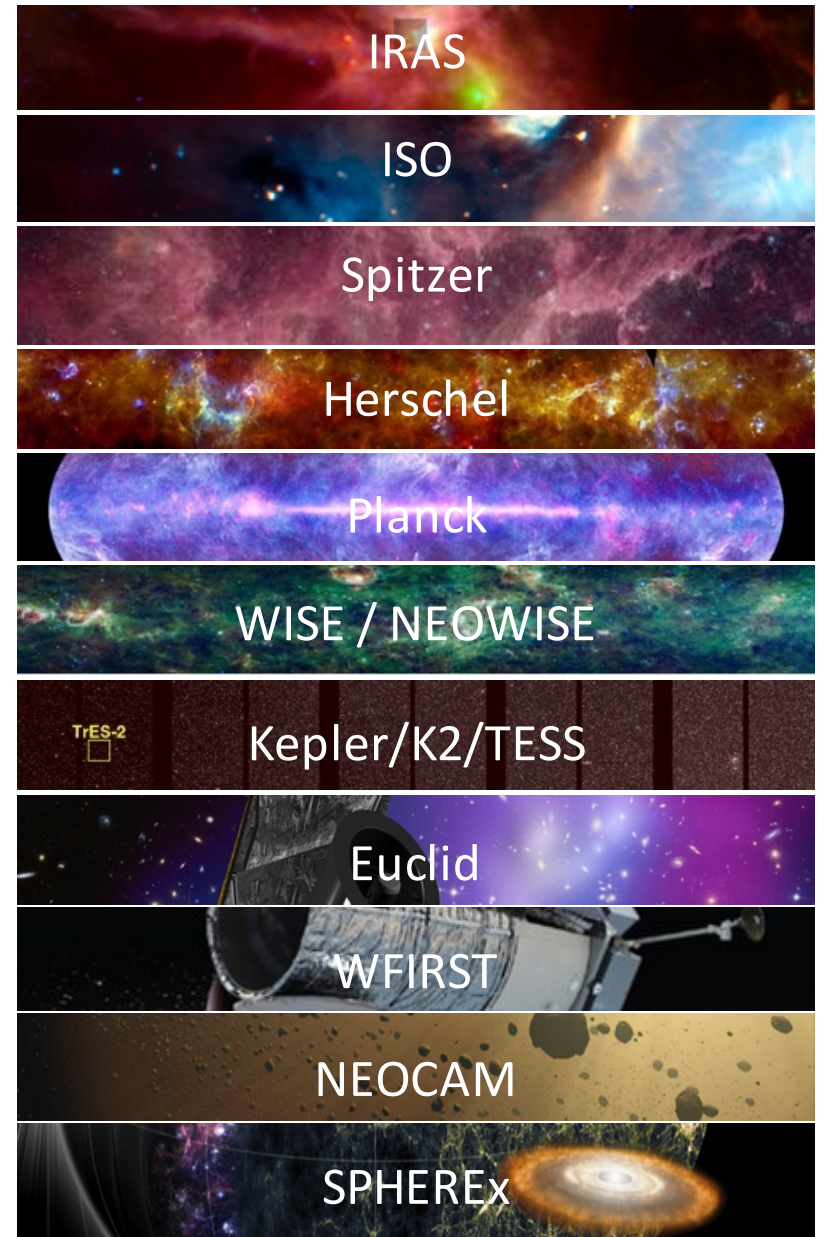 IRAS
ISO
Spitzer
Herschel
Planck
WISE / NEOWISE
TrES-2
Kepler/K2/TESS
Euclid
WFIRST
NEOCAM
SPHEREx